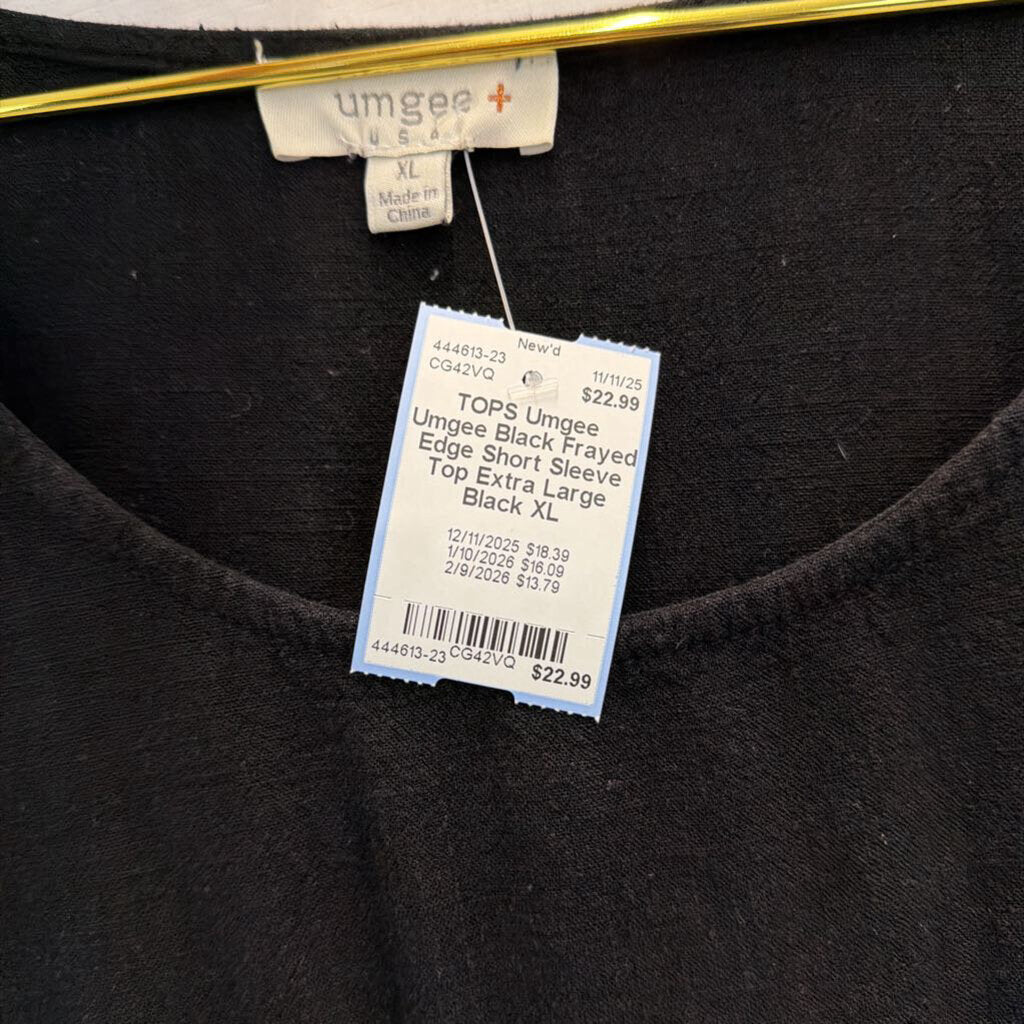 umgee +
USA
XL
Made in
China
New'd
444613-23
CG42VQ
11/11/25
$22.99
TOPS Umgee
Umgee Black Frayed
Edge Short Sleeve
Top Extra Large
Black XL
12/11/2025 $18.39
1/10/2026 $16.09
2/9/2026 $13.79
444613-23 CG42VQ $22.99